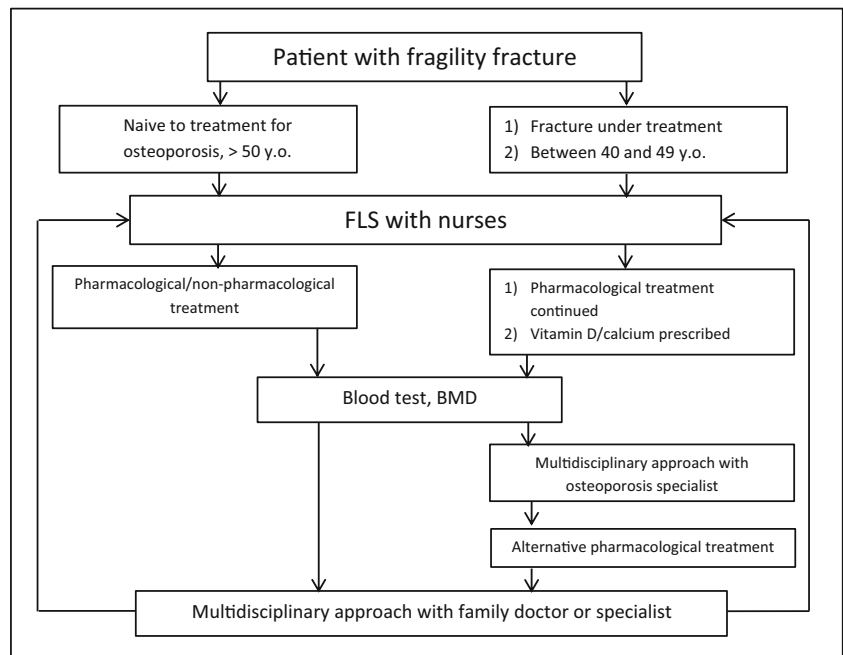 Patient with fragility fracture
Naive to treatment for
osteoporosis, > 50 y.o.
1) Fracture under treatment
2) Between 40 and 49 y.o.
FLS with nurses
Pharmacological/non-pharmacological
treatment
1) Pharmacological treatment
continued
2) Vitamin D/calcium prescribed
Blood test, BMD
Multidisciplinary approach with
osteoporosis specialist
Alternative pharmacological treatment
Multidisciplinary approach with family doctor or specialist